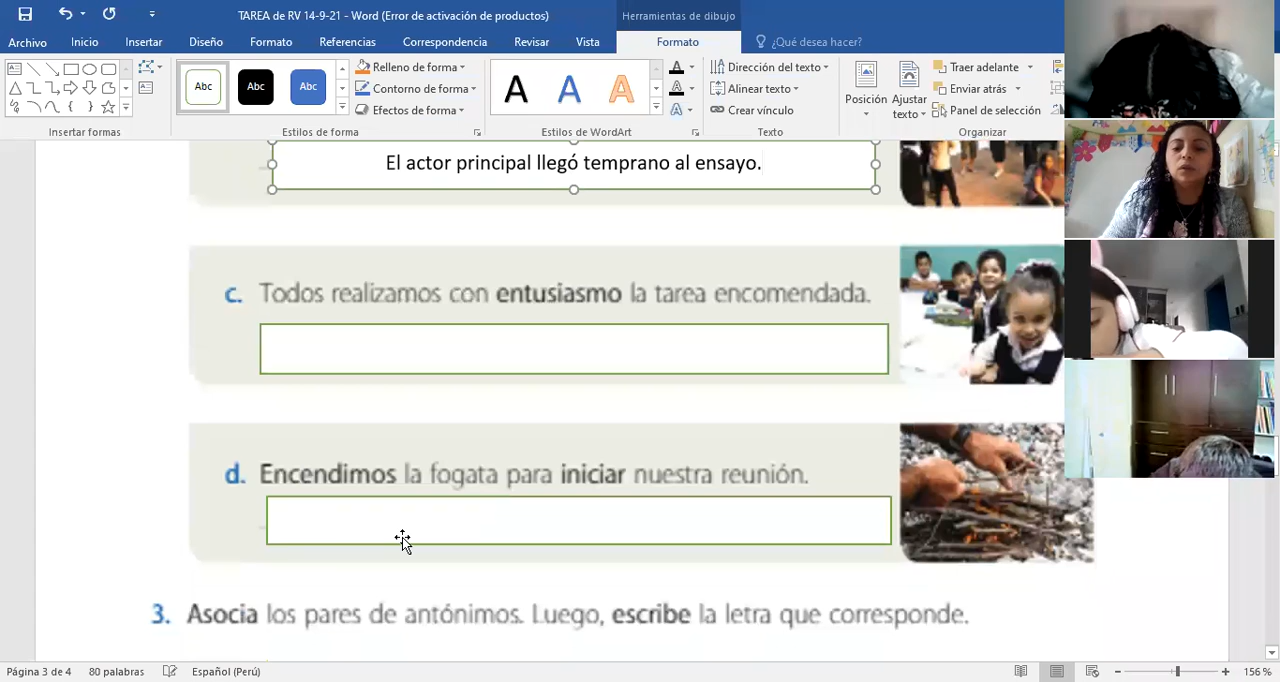 TAREA de RV 14-9-21 - Word (Error de activación de productos)
Herramientas de dibujo
Archivo Inicio Insertar Diseño Formato Referencias Correspondencia Revisar Vista Formato ¿Qué desea hacer?
Abc Abc Abc
Relleno de forma
Contorno de forma
Efectos de forma
A A A
Dirección del texto
Alinear texto
Crear vínculo
Posición
Ajustar texto
Traer adelante
Enviar atrás
Panel de selección
Insertar formas Estilos de forma Estilos de WordArt Texto Organizar
El actor principal llegó temprano al ensayo.
c. Todos realizamos con entusiasmo la tarea encomendada.
d. Encendimos la fogata para iniciar nuestra reunión.
3. Asocia los pares de antónimos. Luego, escribe la letra que corresponde.
Página 3 de 4 80 palabras Español (Perú) 156 %